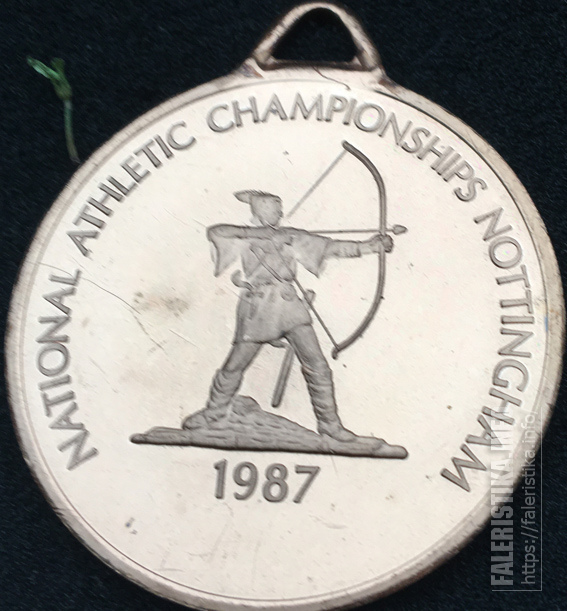 NATIONAL ATHLETIC CHAMPIONSHIPS NOTTINGHAM
1987
FALERISTIKA.INFO
https://faleristika.info